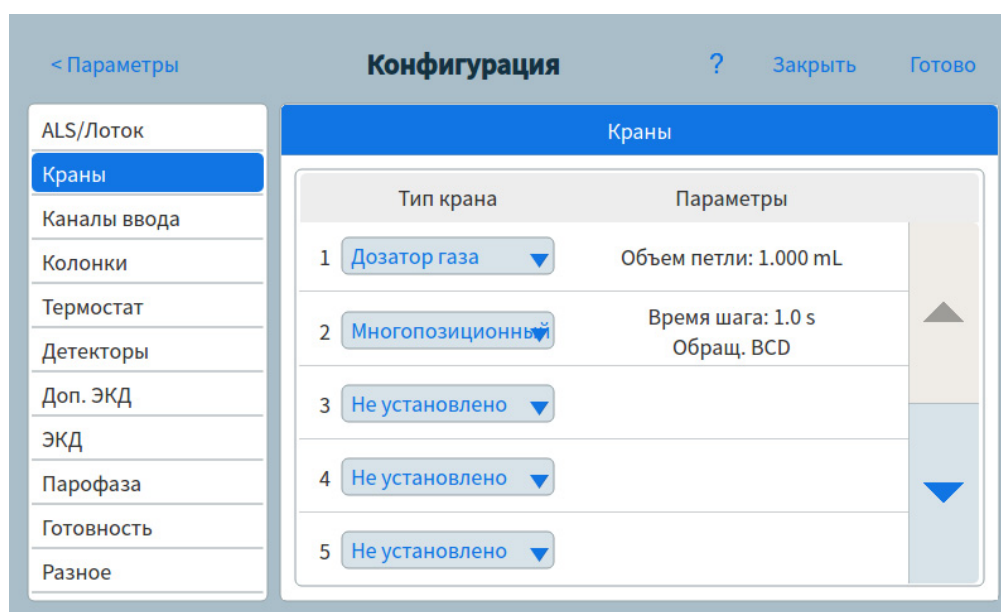 < Параметры
Конфигурация
?
Закрыть
Готово
ALS/Лоток
Краны
Каналы ввода
Колонки
Термостат
Детекторы
Доп. ЭКД
ЭКД
Парофаза
Готовность
Разное
Краны
Тип крана
Параметры
1 Дозатор газа
Объем петли: 1.000 mL
2 Многопозиционный
Время шага: 1.0 s
Обращ. BCD
3 Не установлено
4 Не установлено
5 Не установлено